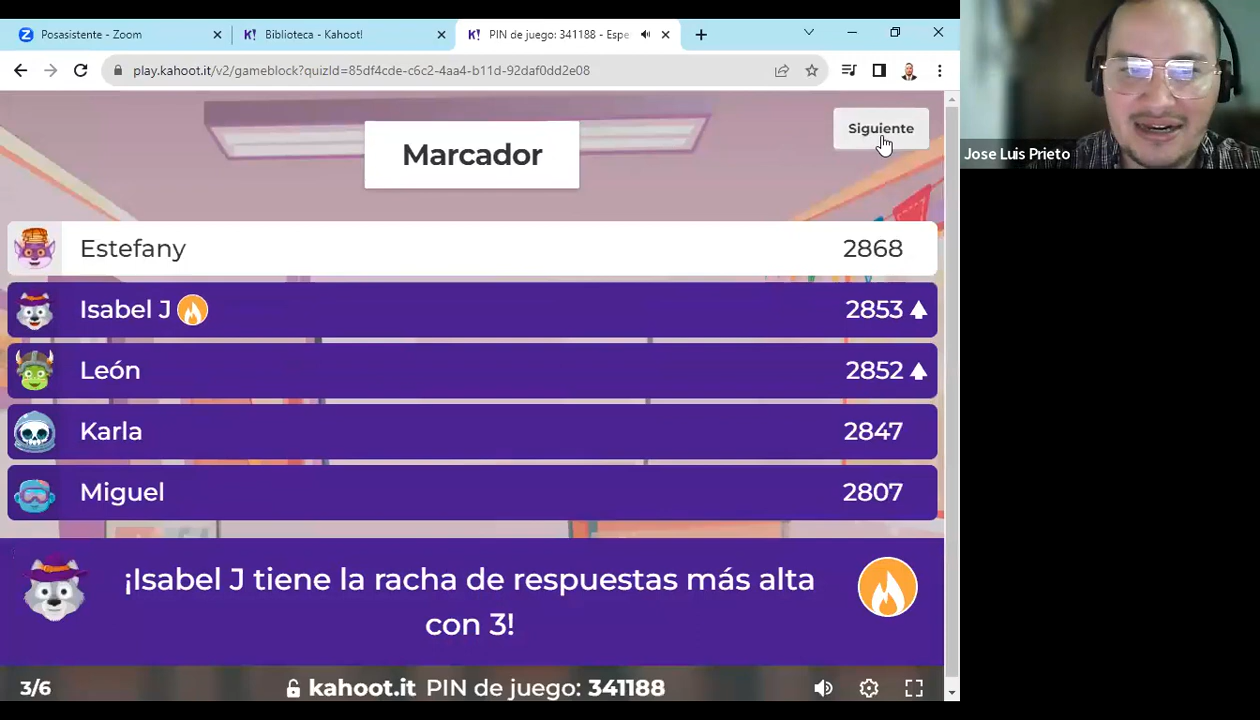 Posasistente - Zoom
K! Biblioteca - Kahoot!
K! PIN de juego: 341188 - Espe
play.kahoot.it/v2/gameblock?quizId=85df4cde-c6c2-4aa4-b11d-92daf0dd2e08
Siguiente
Marcador
Jose Luis Prieto
Estefany 2868
Isabel J 2853
León 2852
Karla 2847
Miguel 2807
¡Isabel J tiene la racha de respuestas más alta
con 3!
3/6
kahoot.it PIN de juego: 341188